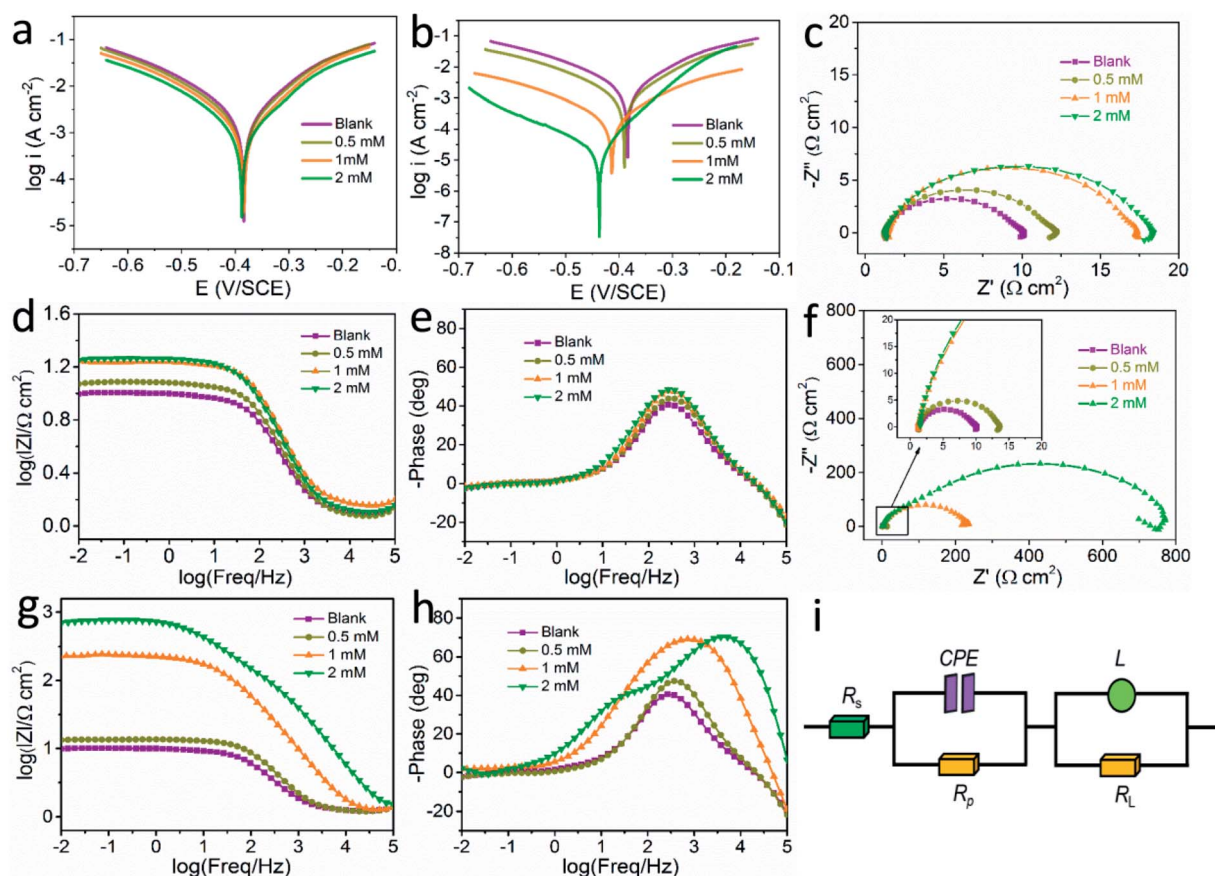 a
-1
-2
-3
-4
-5
log i (A cm⁻²)
Blank
0.5 mM
1mM
2 mM
-0.7 -0.6 -0.5 -0.4 -0.3 -0.2 -0.
E (V/SCE)
b
-1
-2
-3
-4
-5
-6
-7
-8
log i (A cm⁻²)
Blank
0.5 mM
1mM
2 mM
-0.7 -0.6 -0.5 -0.4 -0.3 -0.2 -0.1
E (V/SCE)
c
20
15
10
5
0
-Z" (Ω cm²)
Blank
0.5 mM
1 mM
2 mM
0 5 10 15 20
Z' (Ω cm²)
d
1.6
1.2
0.8
0.4
0.0
log(|Z|/Ω cm²)
Blank
0.5 mM
1 mM
2 mM
-2 -1 0 1 2 3 4 5
log(Freq/Hz)
e
80
60
40
20
0
-20
-Phase (deg)
Blank
0.5 mM
1 mM
2 mM
-2 -1 0 1 2 3 4 5
log(Freq/Hz)
f
800
600
400
200
0
-Z" (Ω cm²)
20
15
10
5
0
0 5 10 15 20
Blank
0.5 mM
1 mM
2 mM
0 200 400 600 800
Z' (Ω cm²)
g
3
2
1
0
log(|Z|/Ω cm²)
Blank
0.5 mM
1 mM
2 mM
-2 -1 0 1 2 3 4 5
log(Freq/Hz)
h
80
60
40
20
0
-20
-Phase (deg)
Blank
0.5 mM
1 mM
2 mM
-2 -1 0 1 2 3 4 5
log(Freq/Hz)
i
CPE L
Rs
Rp RL